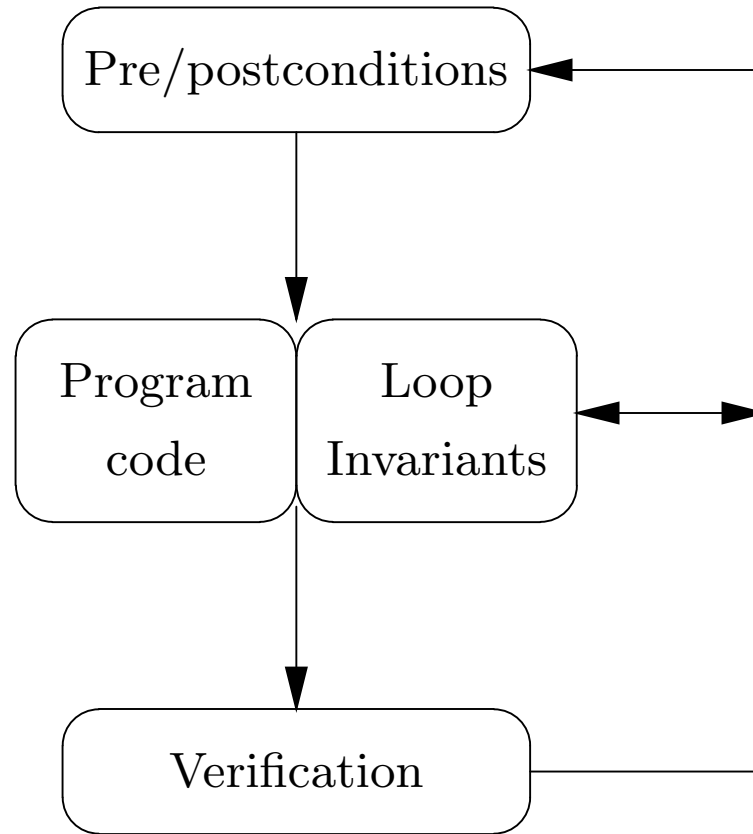 Pre/postconditions
Program
code
Loop
Invariants
Verification